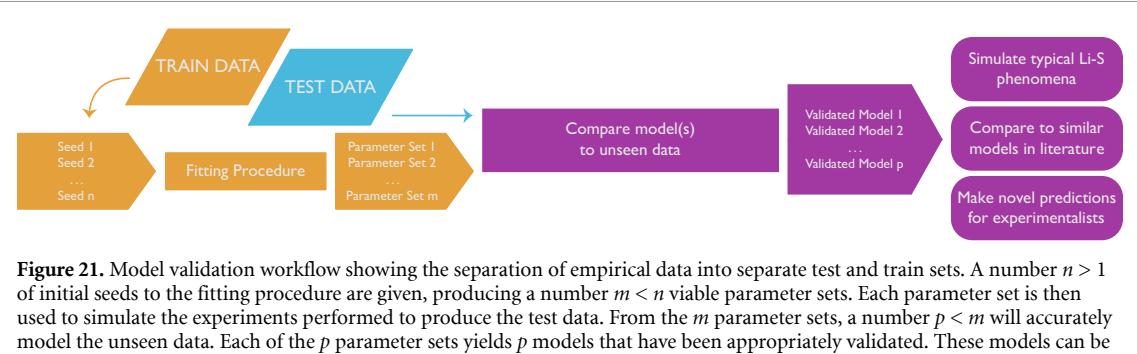 TRAIN DATA
TEST DATA
Seed 1
Seed 2
...
Seed n
Fitting Procedure
Parameter Set 1
Parameter Set 2
...
Parameter Set m
Compare model(s)
to unseen data
Validated Model 1
Validated Model 2
...
Validated Model p
Simulate typical Li-S
phenomena
Compare to similar
models in literature
Make novel predictions
for experimentalists
Figure 21. Model validation workflow showing the separation of empirical data into separate test and train sets. A number n > 1
of initial seeds to the fitting procedure are given, producing a number m < n viable parameter sets. Each parameter set is then
used to simulate the experiments performed to produce the test data. From the m parameter sets, a number p < m will accurately
model the unseen data. Each of the p parameter sets yields p models that have been appropriately validated. These models can be